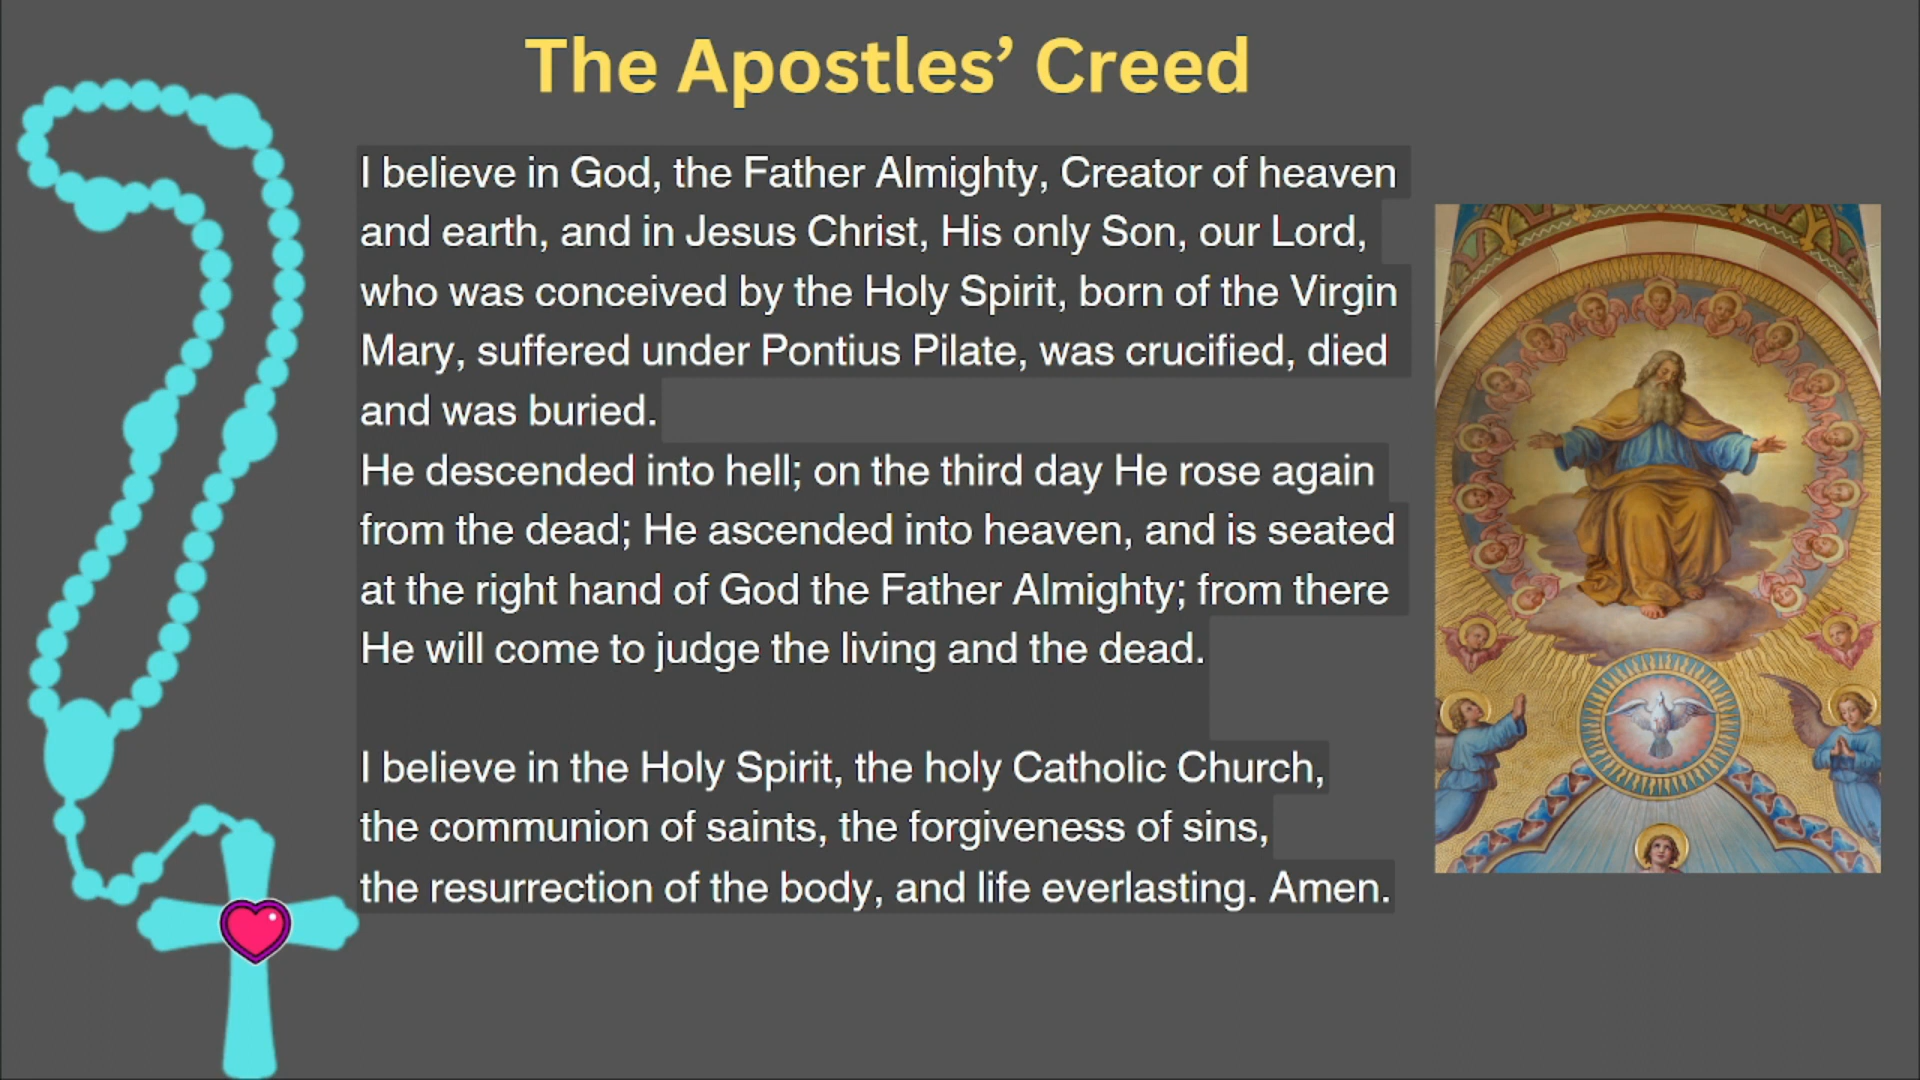 The Apostles’ Creed
I believe in God, the Father Almighty, Creator of heaven
and earth, and in Jesus Christ, His only Son, our Lord,
who was conceived by the Holy Spirit, born of the Virgin
Mary, suffered under Pontius Pilate, was crucified, died
and was buried.
He descended into hell; on the third day He rose again
from the dead; He ascended into heaven, and is seated
at the right hand of God the Father Almighty; from there
He will come to judge the living and the dead.
I believe in the Holy Spirit, the holy Catholic Church,
the communion of saints, the forgiveness of sins,
the resurrection of the body, and life everlasting. Amen.